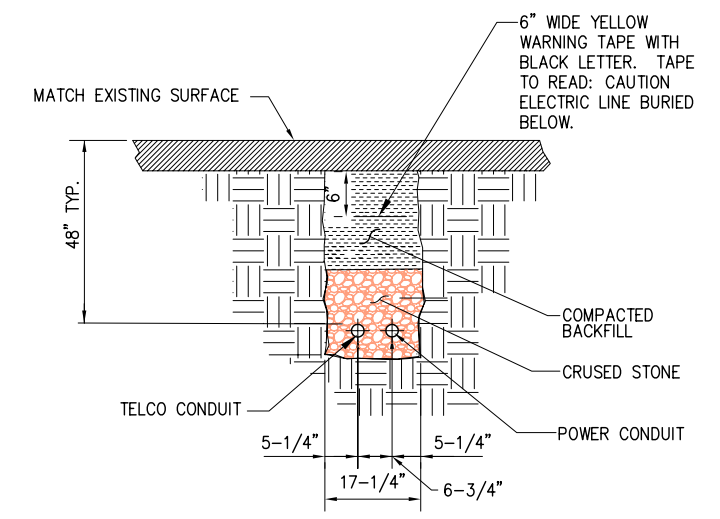 6" WIDE YELLOW
WARNING TAPE WITH
BLACK LETTER. TAPE
TO READ: CAUTION
ELECTRIC LINE BURIED
BELOW.
MATCH EXISTING SURFACE
6"
48" TYP.
COMPACTED
BACKFILL
CRUSED STONE
TELCO CONDUIT
POWER CONDUIT
5-1/4"
5-1/4"
17-1/4"
6-3/4"